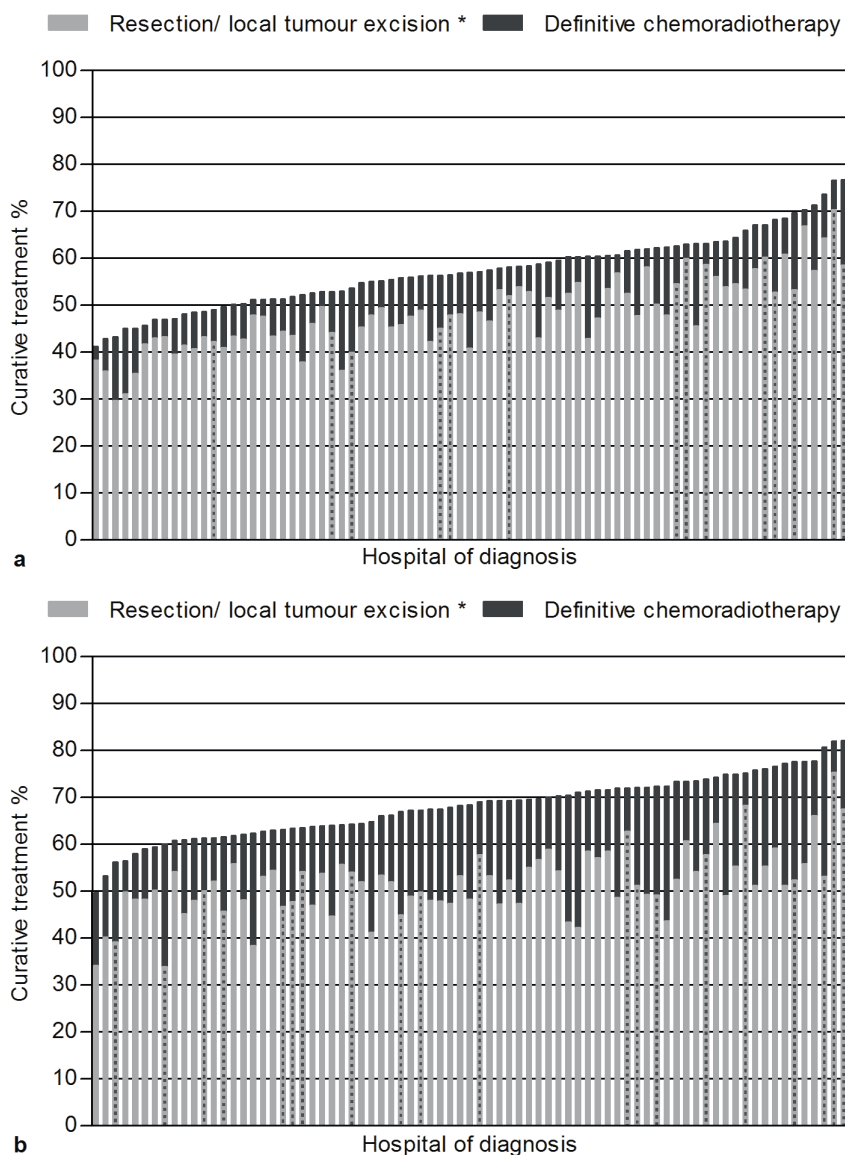 Resection/ local tumour excision * Definitive chemoradiotherapy
100
90
80
70
60
50
40
30
20
10
0
Curative treatment %
Hospital of diagnosis
a
Resection/ local tumour excision * Definitive chemoradiotherapy
100
90
80
70
60
50
40
30
20
10
0
Curative treatment %
Hospital of diagnosis
b